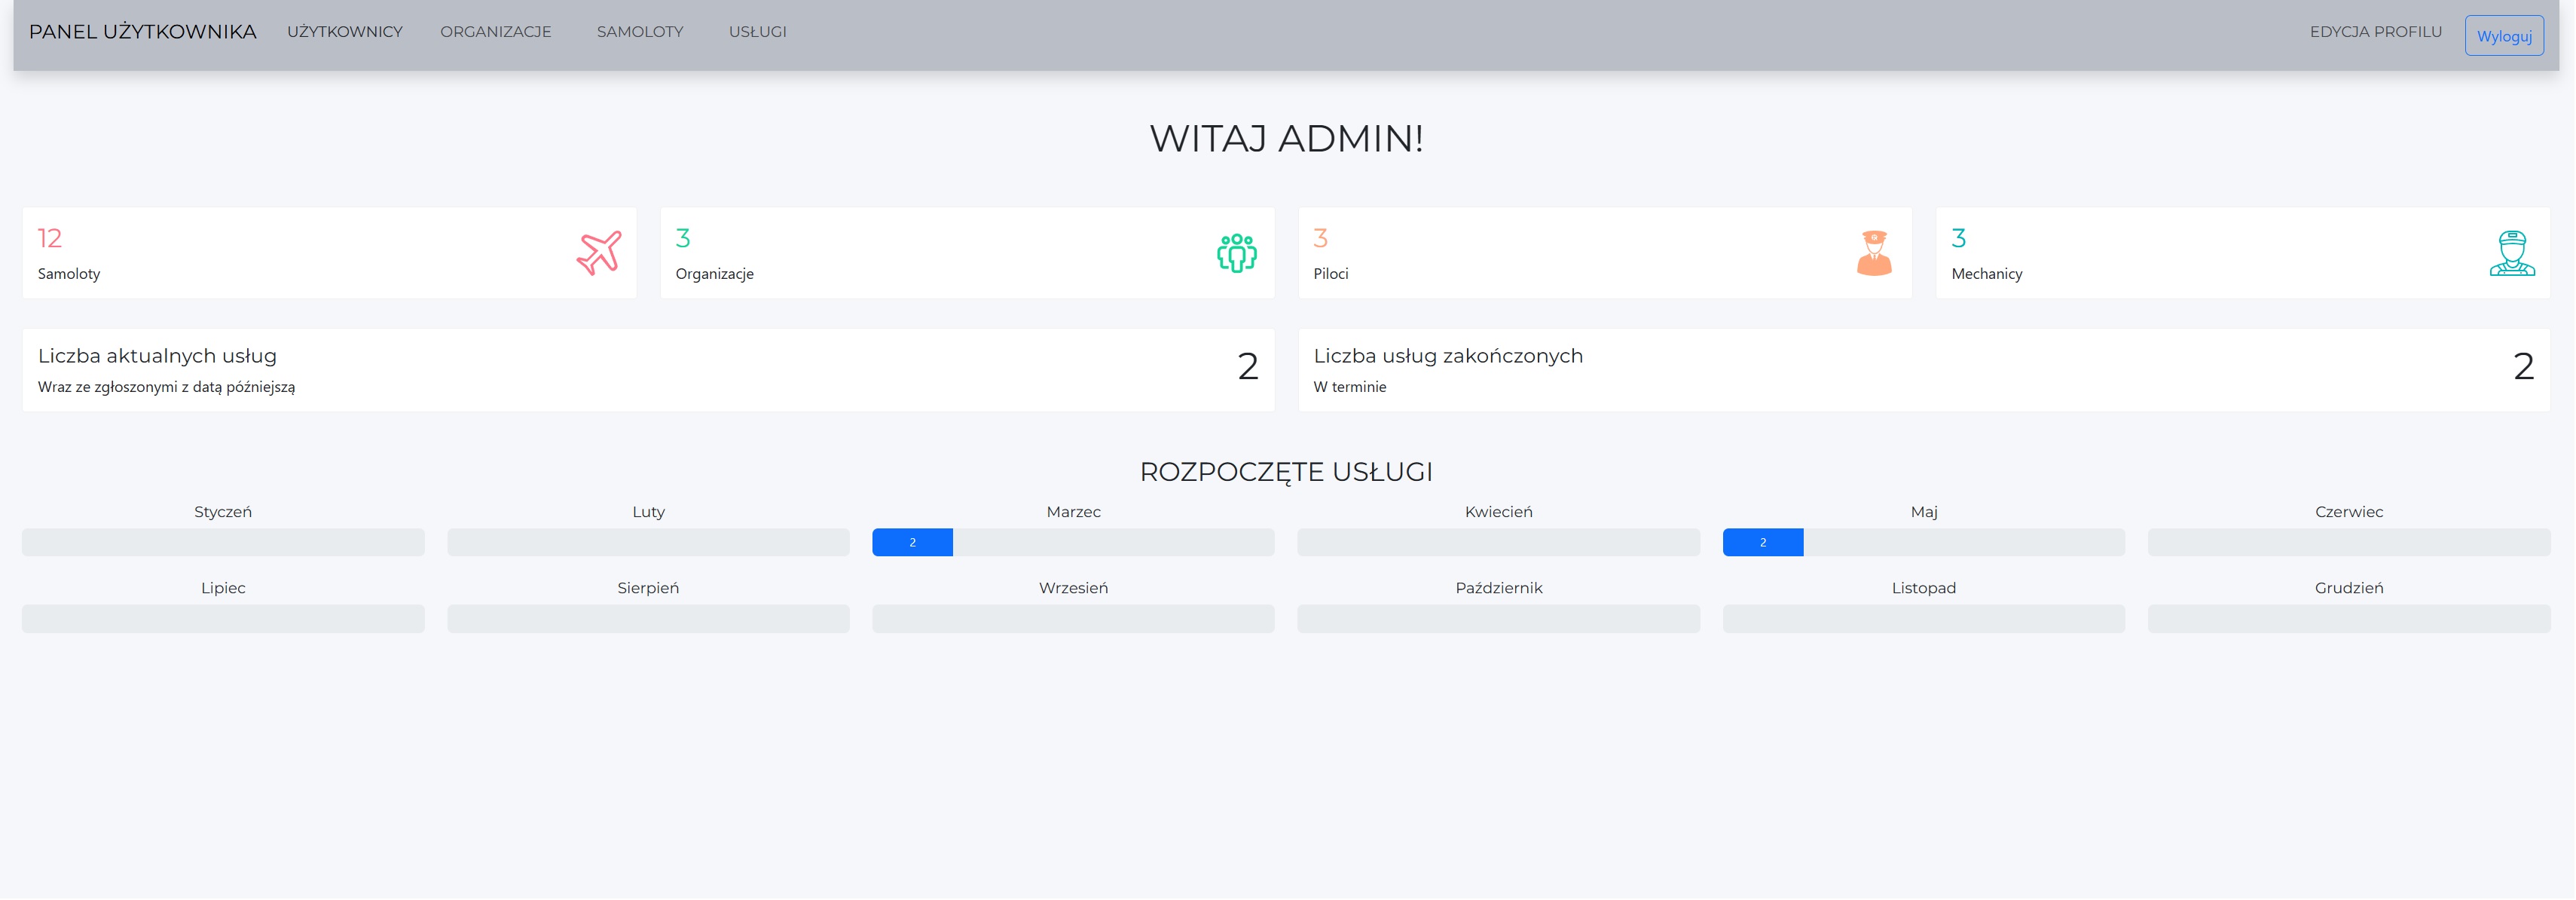 PANEL UŻYTKOWNIKA UŻYTKOWNICY ORGANIZACJE SAMOLOTY USŁUGI EDYCJA PROFILU Wyloguj
WITAJ ADMIN!
12
Samoloty
3
Organizacje
3
Piloci
3
Mechanicy
Liczba aktualnych usług
Wraz ze zgłoszonymi z datą późniejszą
2
Liczba usług zakończonych
W terminie
2
ROZPOCZĘTE USŁUGI
Styczeń Luty Marzec Kwiecień Maj Czerwiec
2 2
Lipiec Sierpień Wrzesień Październik Listopad Grudzień